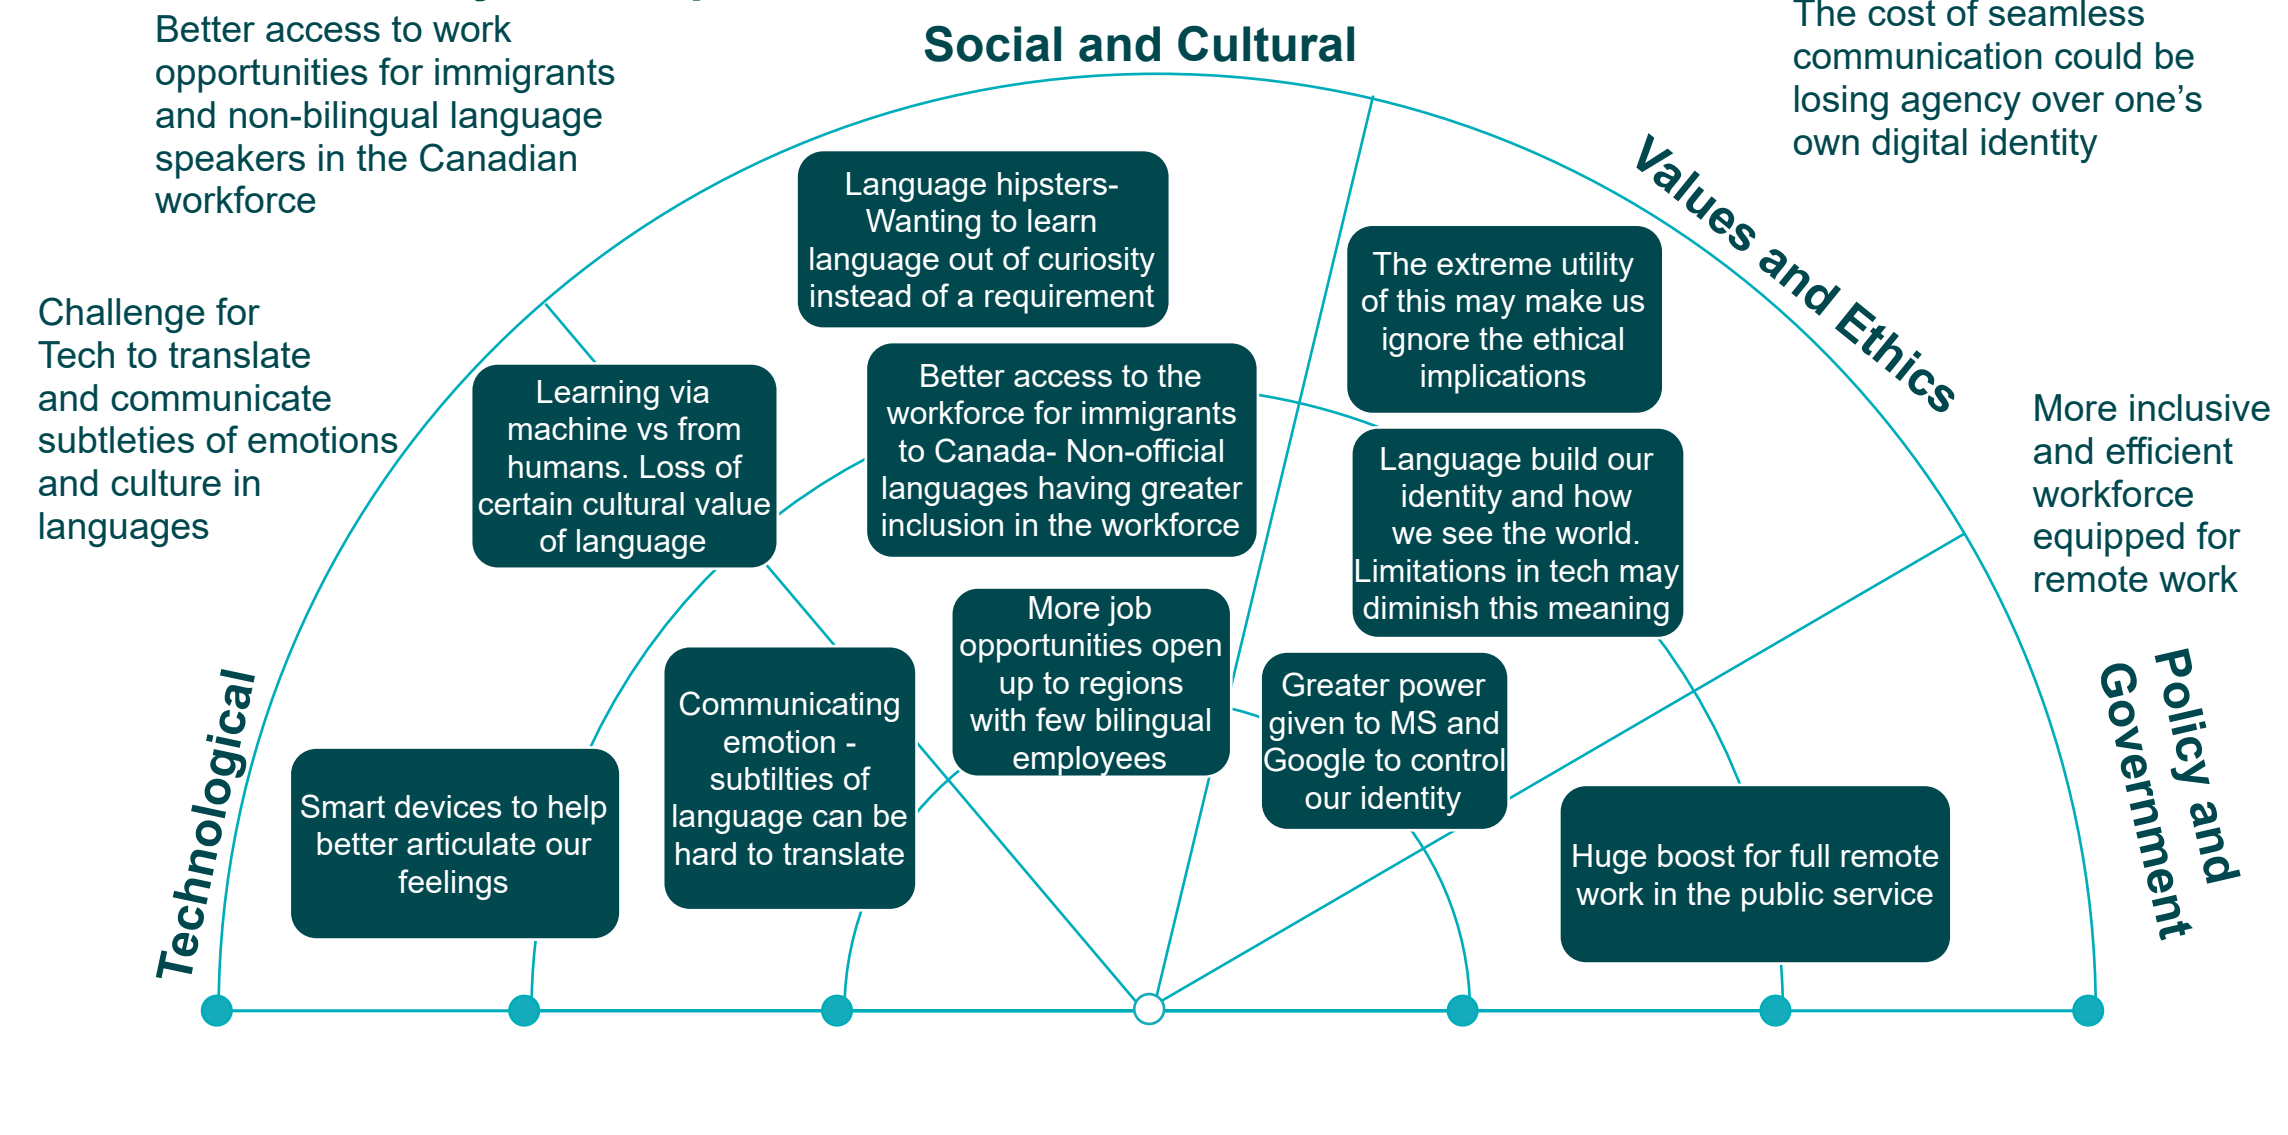 Better access to work
opportunities for immigrants
and non-bilingual language
speakers in the Canadian
workforce
Social and Cultural
The cost of seamless
communication could be
losing agency over one’s
own digital identity
Values and Ethics
Language hipsters-
Wanting to learn
language out of curiosity
instead of a requirement
The extreme utility
of this may make us
ignore the ethical
implications
Challenge for
Tech to translate
and communicate
subtleties of emotions
and culture in
languages
Learning via
machine vs from
humans. Loss of
certain cultural value
of language
Better access to the
workforce for immigrants
to Canada- Non-official
languages having greater
inclusion in the workforce
Language build our
identity and how
we see the world.
Limitations in tech may
diminish this meaning
More inclusive
and efficient
workforce
equipped for
remote work
Technological
Communicating
emotion -
subtilties of
language can be
hard to translate
More job
opportunities open
up to regions
with few bilingual
employees
Greater power
given to MS and
Google to control
our identity
Policy and
Government
Smart devices to help
better articulate our
feelings
Huge boost for full remote
work in the public service